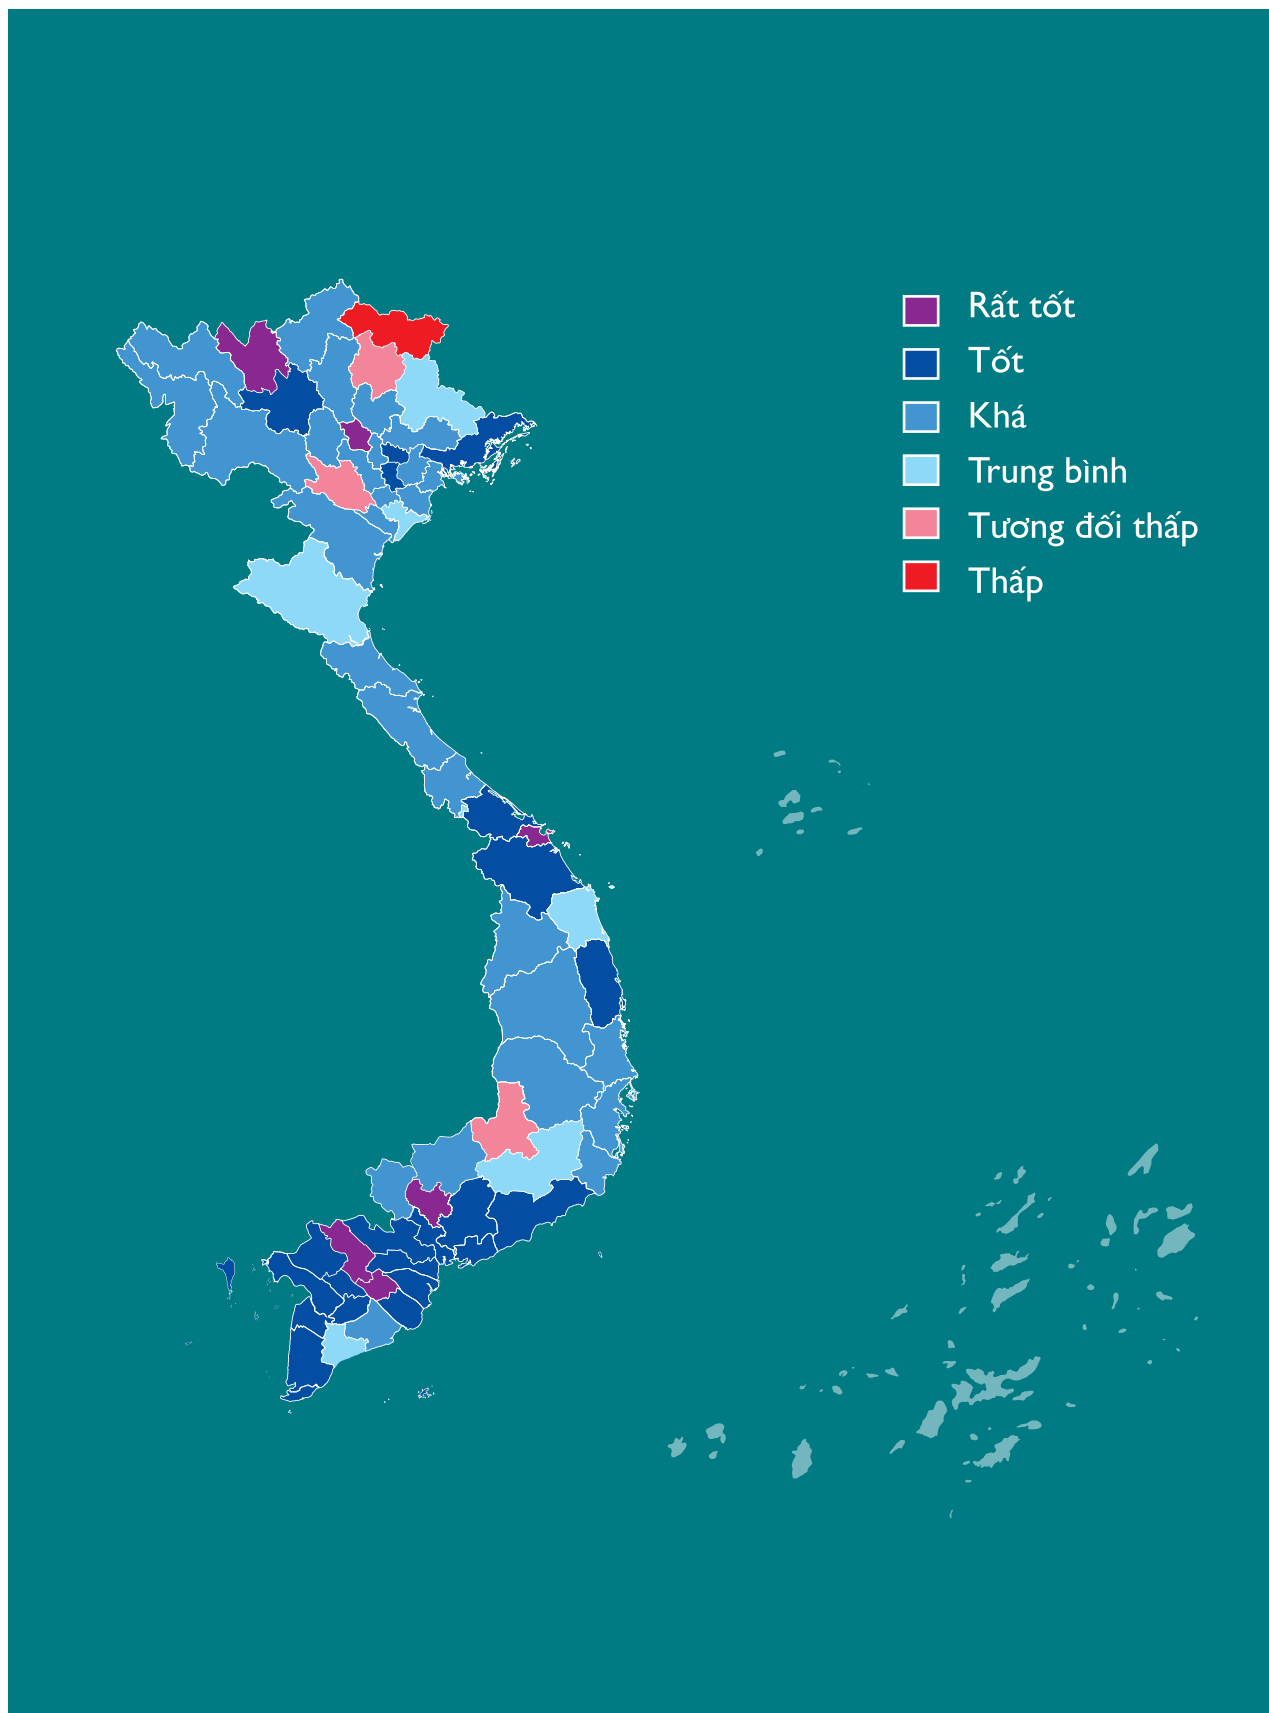 Rất tốt
Tốt
Khá
Trung bình
Tương đối thấp
Thấp